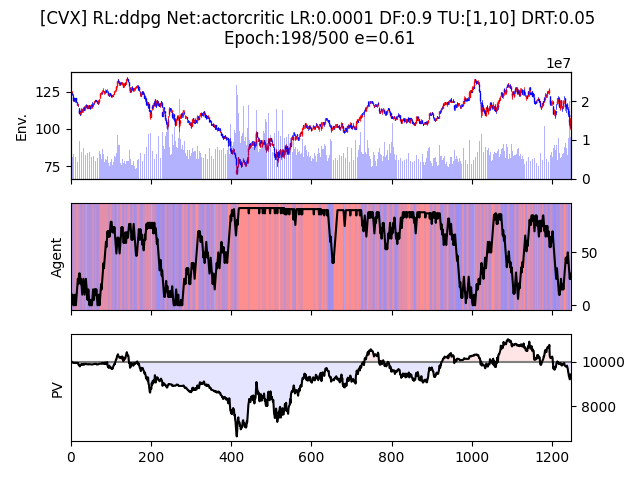 [CVX] RL:ddpg Net:actorcritic LR:0.0001 DF:0.9 TU:[1,10] DRT:0.05
Epoch:198/500 e=0.61
1e7
125
100
75
Env.
2
1
0
Agent
50
0
PV
10000
8000
0 200 400 600 800 1000 1200